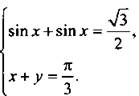 { sin x + sin x = √3/2,
x + y = π/3.